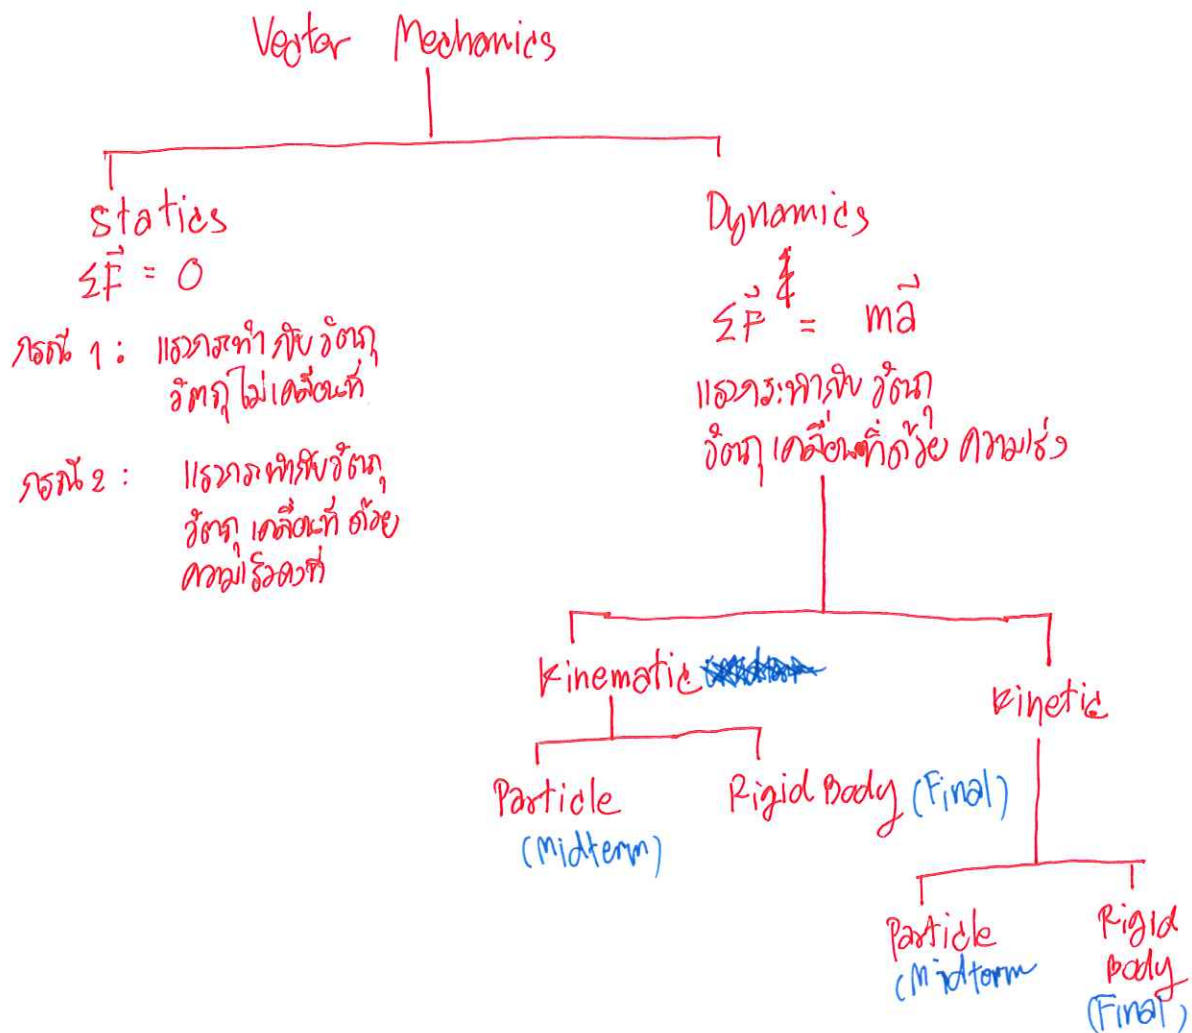 Vector Mechanics
Statics
ΣF⃗ = 0
กรณี 1 : แรงกระทำกับวัตถุ
วัตถุไม่เคลื่อนที่
กรณี 2 : แรงกระทำกับวัตถุ
วัตถุ เคลื่อนที่ ด้วย
ความเร็วคงที่
Dynamics
ΣF⃗ = ma⃗
แรงกระทำกับ วัตถุ
วัตถุ เคลื่อนที่ด้วย ความเร่ง
Kinematic
Particle
(Midterm)
Rigid Body (Final)
Kinetic
Particle
(Midterm
Rigid
Body
(Final)